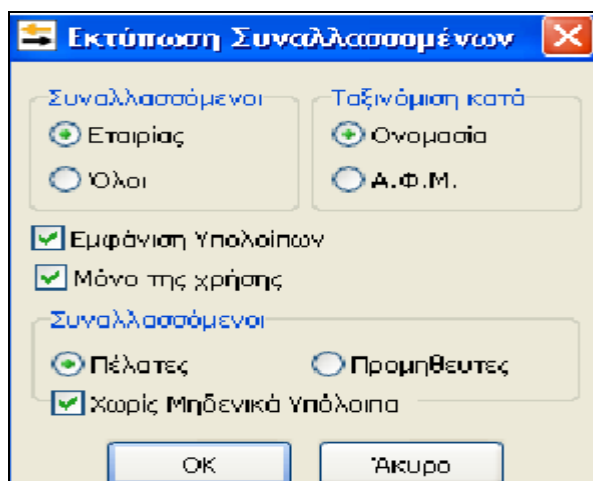 Εκτύπωση Συναλλασσομένων
Συναλλασσόμενοι
Ταξινόμιση κατά
Εταιρίας
Ονομασία
Όλοι
Α.Φ.Μ.
Εμφάνιση Υπολοίπων
Μόνο της χρήσης
Συναλλασσόμενοι
Πέλατες
Προμηθευτες
Χωρίς Μηδενικά Υπόλοιπα
OK
Άκυρο